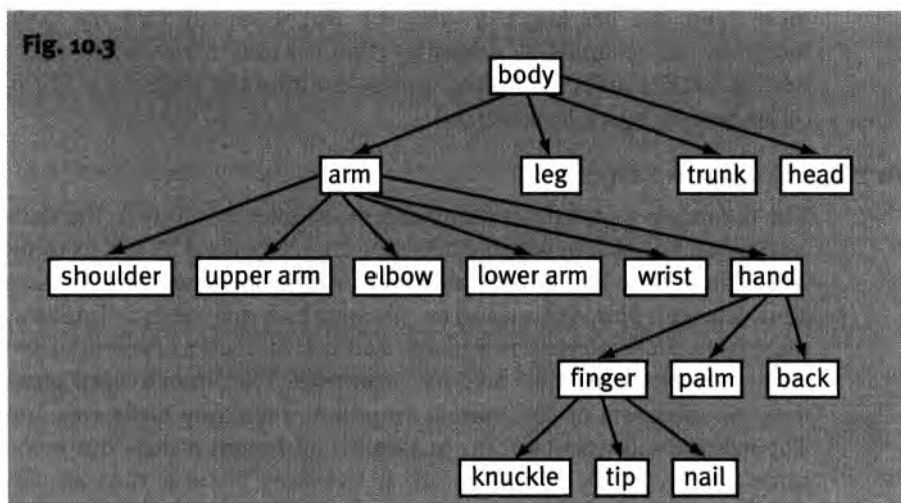 Fig. 10.3
body
arm leg trunk head
shoulder upper arm elbow lower arm wrist hand
finger palm back
knuckle tip nail